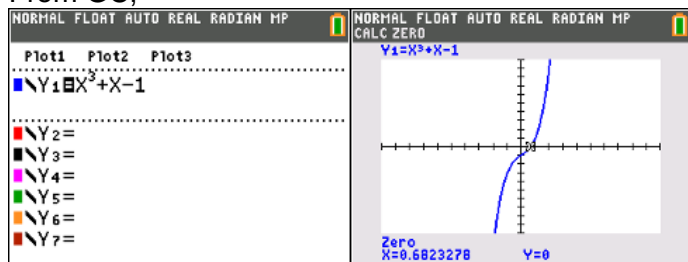 NORMAL FLOAT AUTO REAL RADIAN MP
Plot1 Plot2 Plot3
\Y1=X³+X-1
\Y2=
\Y3=
\Y4=
\Y5=
\Y6=
\Y7=
NORMAL FLOAT AUTO REAL RADIAN MP
CALC ZERO
Y1=X³+X-1
Zero
X=0.6823278 Y=0